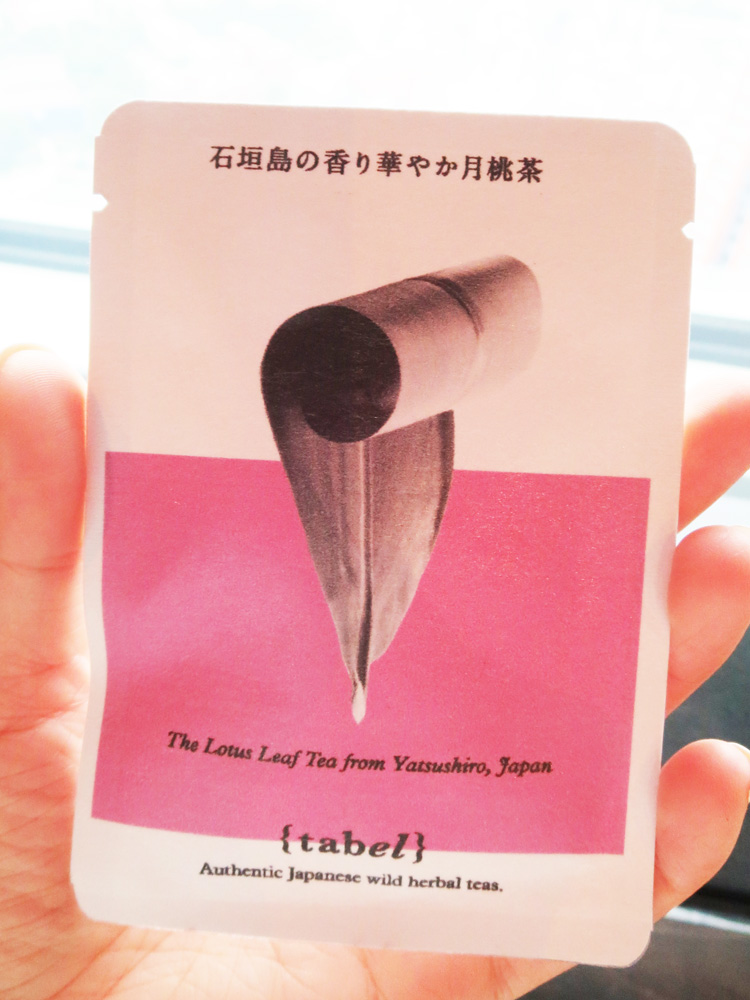 石垣島の香り華やか月桃茶
The Lotus Leaf Tea from Yatsushiro, Japan
{tabel}
Authentic Japanese wild herbal teas.